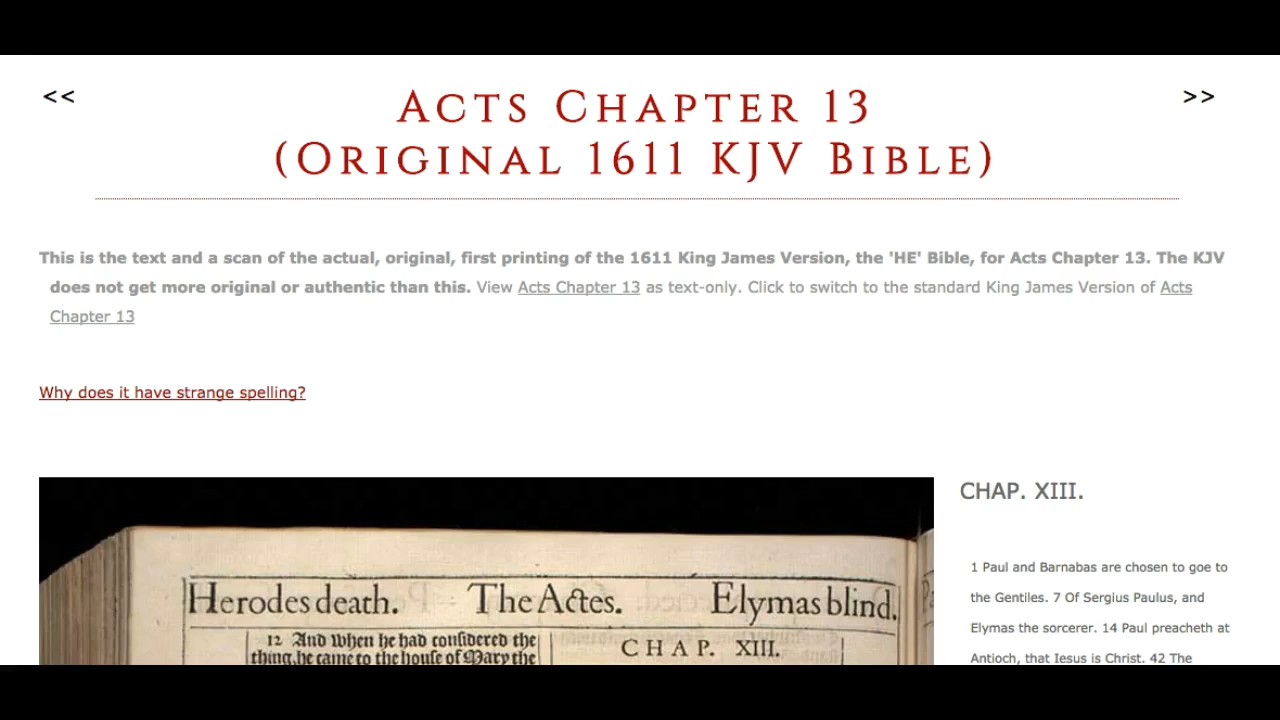 <<
>>
Acts Chapter 13
(Original 1611 KJV Bible)
This is the text and a scan of the actual, original, first printing of the 1611 King James Version, the 'HE' Bible, for Acts Chapter 13. The KJV
does not get more original or authentic than this. View Acts Chapter 13 as text-only. Click to switch to the standard King James Version of Acts
Chapter 13
Why does it have strange spelling?
Herodes death. The Actes. Elymas blind.
12 And when he had considered the
thing, he came to the house of Mary the
CHAP. XIII.
CHAP. XIII.
1 Paul and Barnabas are chosen to goe to
the Gentiles. 7 Of Sergius Paulus, and
Elymas the sorcerer. 14 Paul preacheth at
Antioch, that Iesus is Christ. 42 The